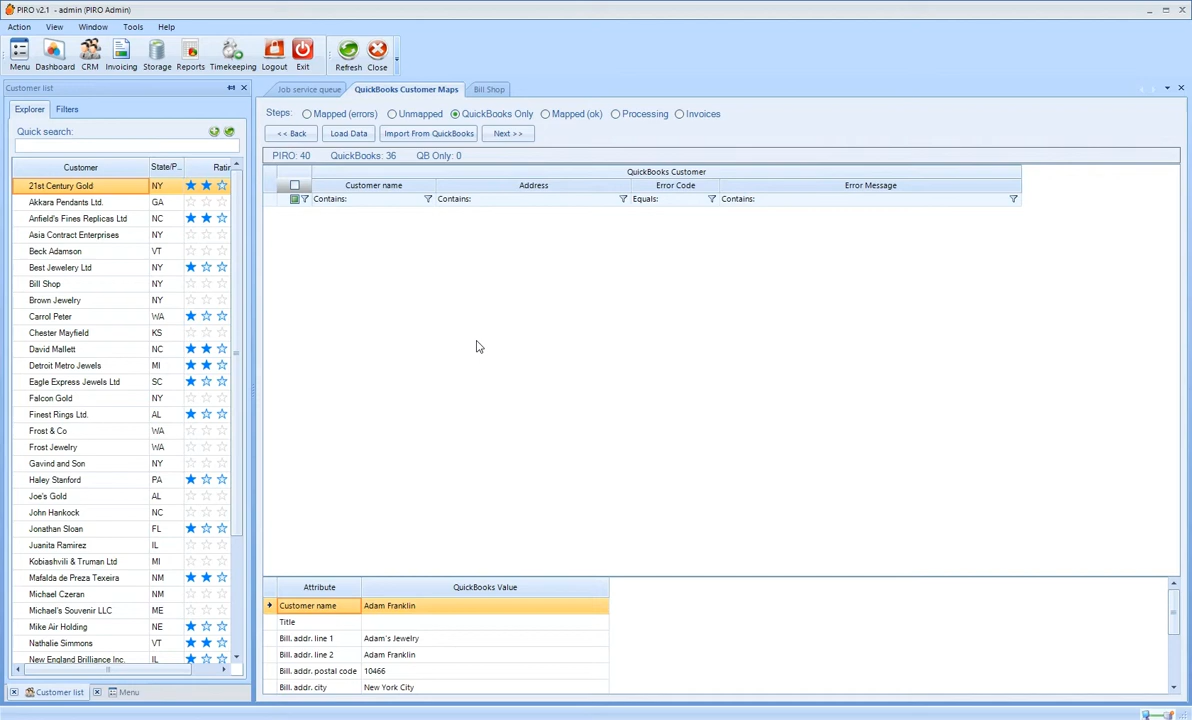 PIRO v2.1 - admin (PIRO Admin)
Action View Window Tools Help
Menu Dashboard CRM Invoicing Storage Reports Timekeeping Logout Exit Refresh Close
Customer list
Job service queue QuickBooks Customer Maps Bill Shop
Explorer Filters
Steps: Mapped (errors) Unmapped QuickBooks Only Mapped (ok) Processing Invoices
Quick search:
<< Back Load Data Import From QuickBooks Next >>
PIRO: 40 QuickBooks: 36 QB Only: 0
Customer State/P... Ratin
QuickBooks Customer
Customer name Address Error Code Error Message
Contains: Contains: Equals: Contains:
21st Century Gold NY
Akkara Pendants Ltd. GA
Anfield's Fines Replicas Ltd NC
Asia Contract Enterprises NY
Beck Adamson VT
Best Jewelery Ltd NY
Bill Shop NY
Brown Jewelry NY
Carrol Peter WA
Chester Mayfield KS
David Mallett NC
Detroit Metro Jewels MI
Eagle Express Jewels Ltd SC
Falcon Gold NY
Finest Rings Ltd. AL
Frost & Co WA
Frost Jewelry WA
Gavind and Son NY
Haley Stanford PA
Joe's Gold AL
John Hancock NC
Jonathan Sloan FL
Juanita Ramirez IL
Kobiashvili & Truman Ltd MI
Mafalda de Preza Texeira NM
Michael Czeran NM
Michael's Souvenir LLC ME
Mike Air Holding NE
Nathalie Simmons VT
New England Brilliance Inc. IL
Attribute QuickBooks Value
Customer name Adam Franklin
Title
Bill. addr. line 1 Adam's Jewelry
Bill. addr. line 2 Adam Franklin
Bill. addr. postal code 10466
Bill. addr. city New York City
Customer list Menu